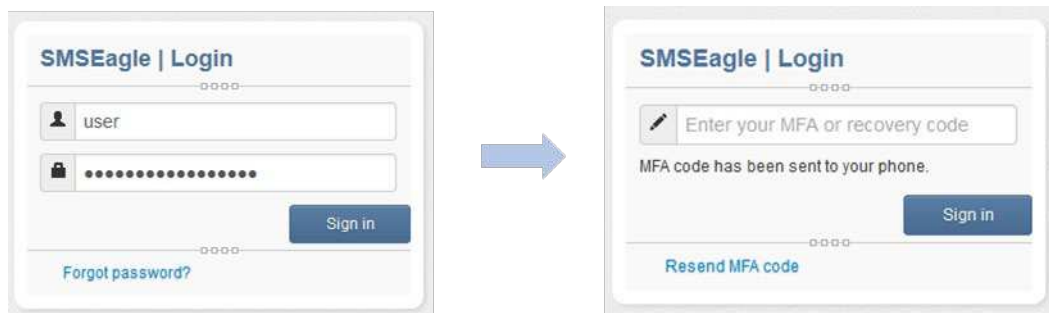 SMSEagle | Login
user
•••••••••••••••••
Sign in
Forgot password?
SMSEagle | Login
Enter your MFA or recovery code
MFA code has been sent to your phone.
Sign in
Resend MFA code